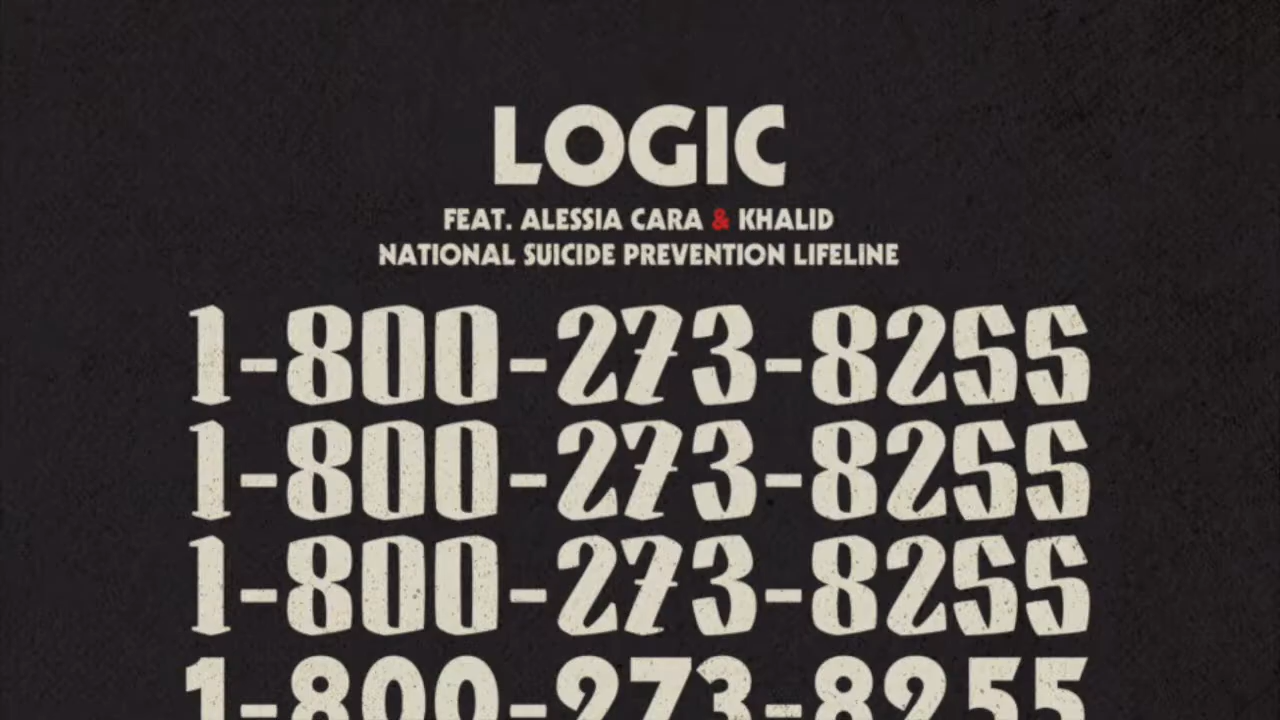 LOGIC
FEAT. ALESSIA CARA & KHALID
NATIONAL SUICIDE PREVENTION LIFELINE
1-800-273-8255
1-800-273-8255
1-800-273-8255
1-800-273-8255